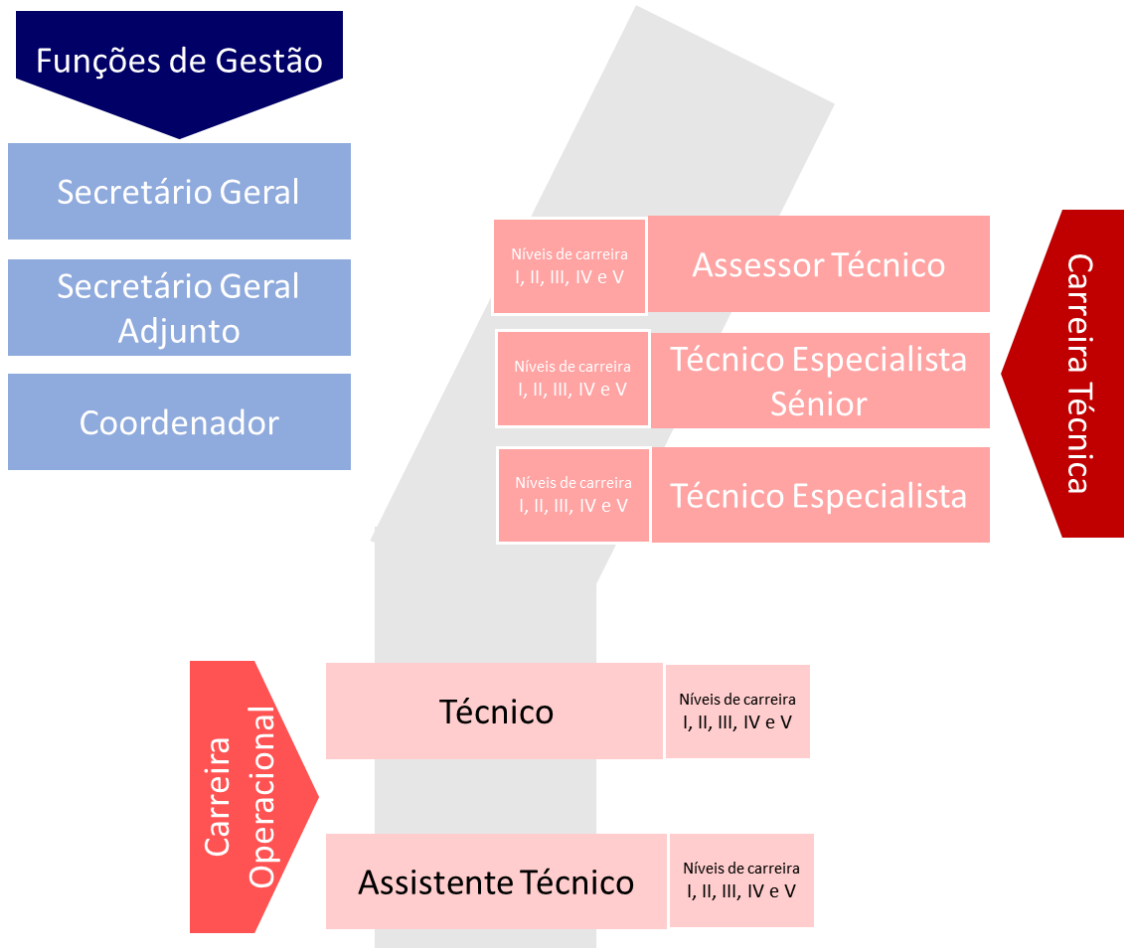 Funções de Gestão
Secretário Geral
Secretário Geral
Adjunto
Coordenador
Níveis de carreira
I, II, III, IV e V
Assessor Técnico
Níveis de carreira
I, II, III, IV e V
Técnico Especialista
Sénior
Níveis de carreira
I, II, III, IV e V
Técnico Especialista
Carreira Técnica
Carreira
Operacional
Técnico
Níveis de carreira
I, II, III, IV e V
Assistente Técnico
Níveis de carreira
I, II, III, IV e V